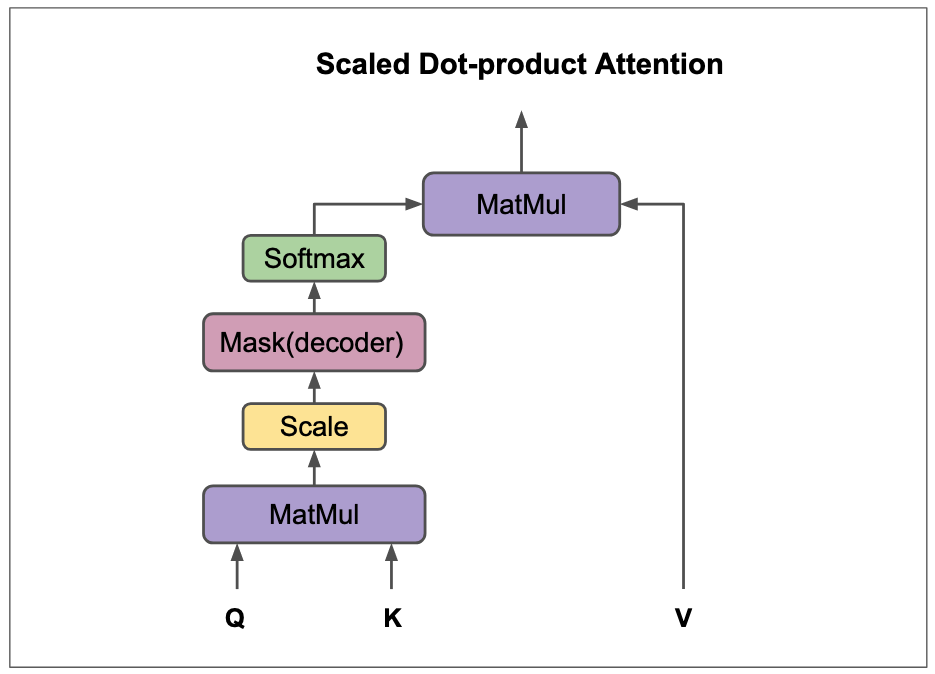 Scaled Dot-product Attention
MatMul
Softmax
Mask(decoder)
Scale
MatMul
Q K V